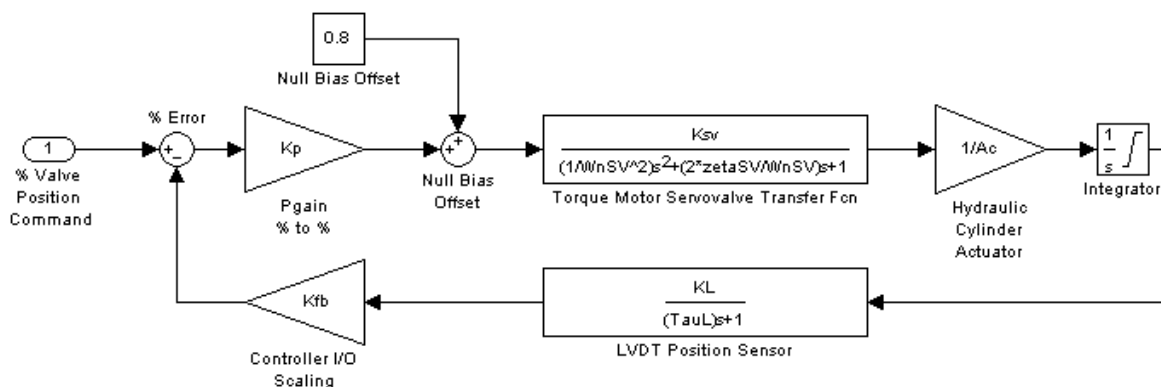 0.8
Null Bias Offset
% Error
1
% Valve
Position
Command
+
−
Kp
Pgain
% to %
+
+
Null Bias
Offset
Ksv
(1/WnSV^2)s2+(2*zetaSV/WnSV)s+1
Torque Motor Servovalve Transfer Fcn
1/Ac
Hydraulic
Cylinder
Actuator
1
s
Integrator
Kfb
Controller I/O
Scaling
KL
(TauL)s+1
LVDT Position Sensor